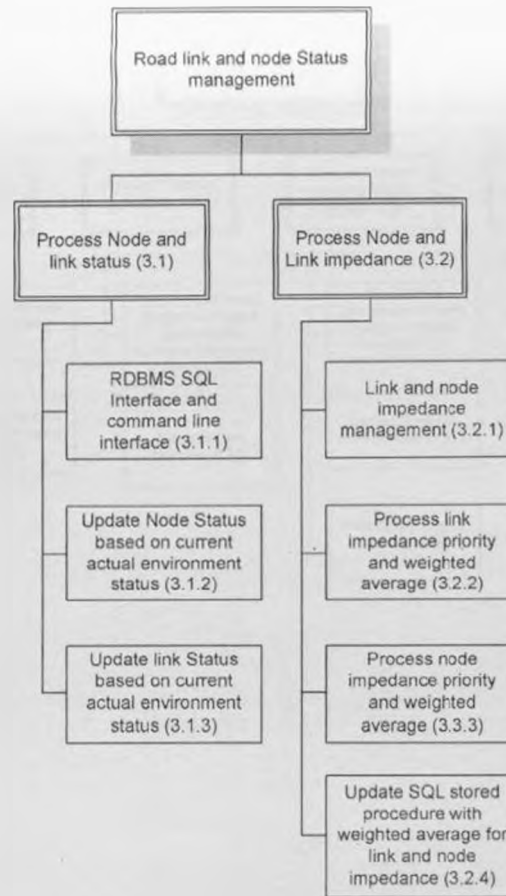 Road link and node Status
management
Process Node and
link status (3.1)
Process Node and
Link impedance (3.2)
RDBMS SQL
Interface and
command line
interface (3.1.1)
Update Node Status
based on current
actual environment
status (3.1.2)
Update link Status
based on current
actual environment
status (3.1.3)
Link and node
impedance
management (3.2.1)
Process link
impedance priority
and weighted
average (3.2.2)
Process node
impedance priority
and weighted
average (3.3.3)
Update SQL stored
procedure with
weighted average for
link and node
impedance (3.2.4)